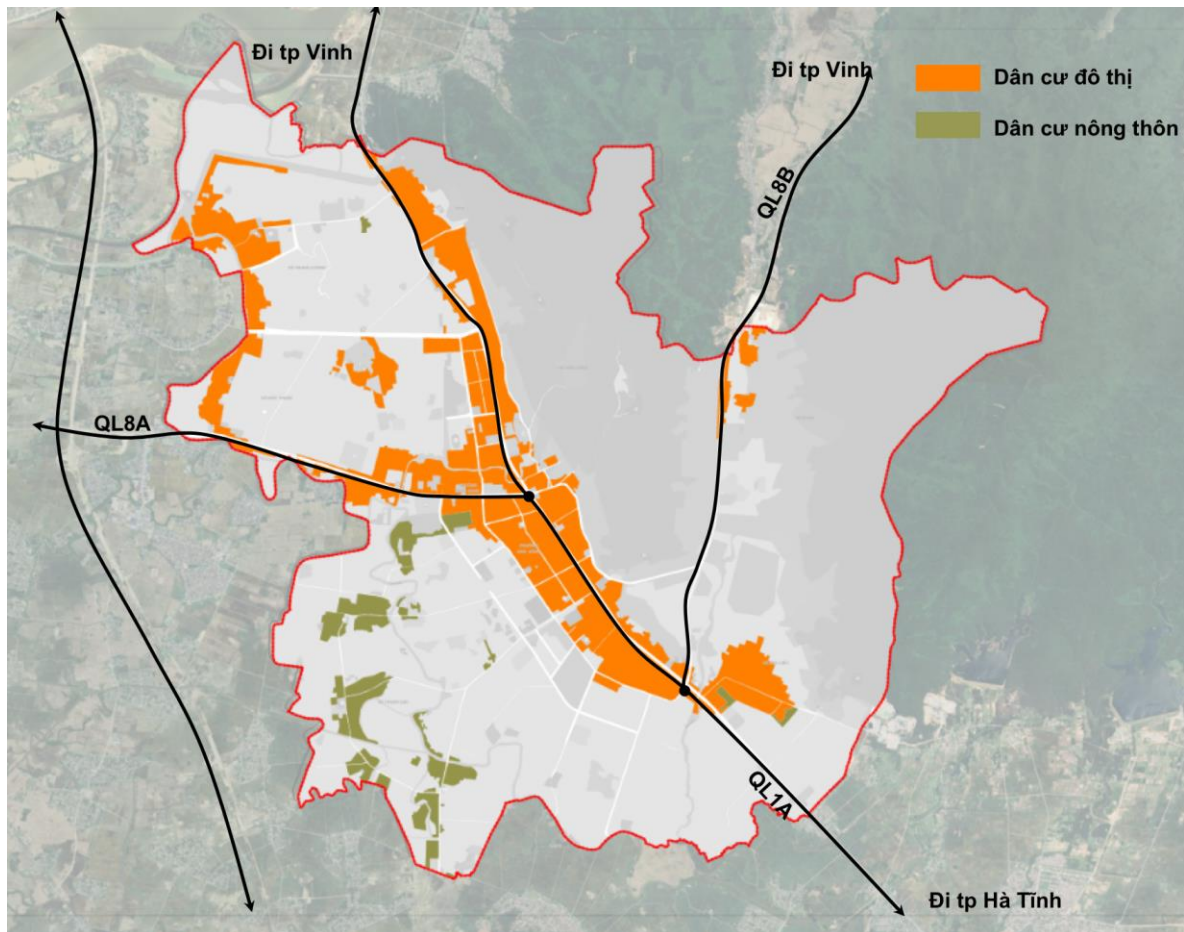 Đi tp Vinh
Đi tp Vinh
Dân cư đô thị
Dân cư nông thôn
QL8B
QL8A
QL1A
Đi tp Hà Tĩnh